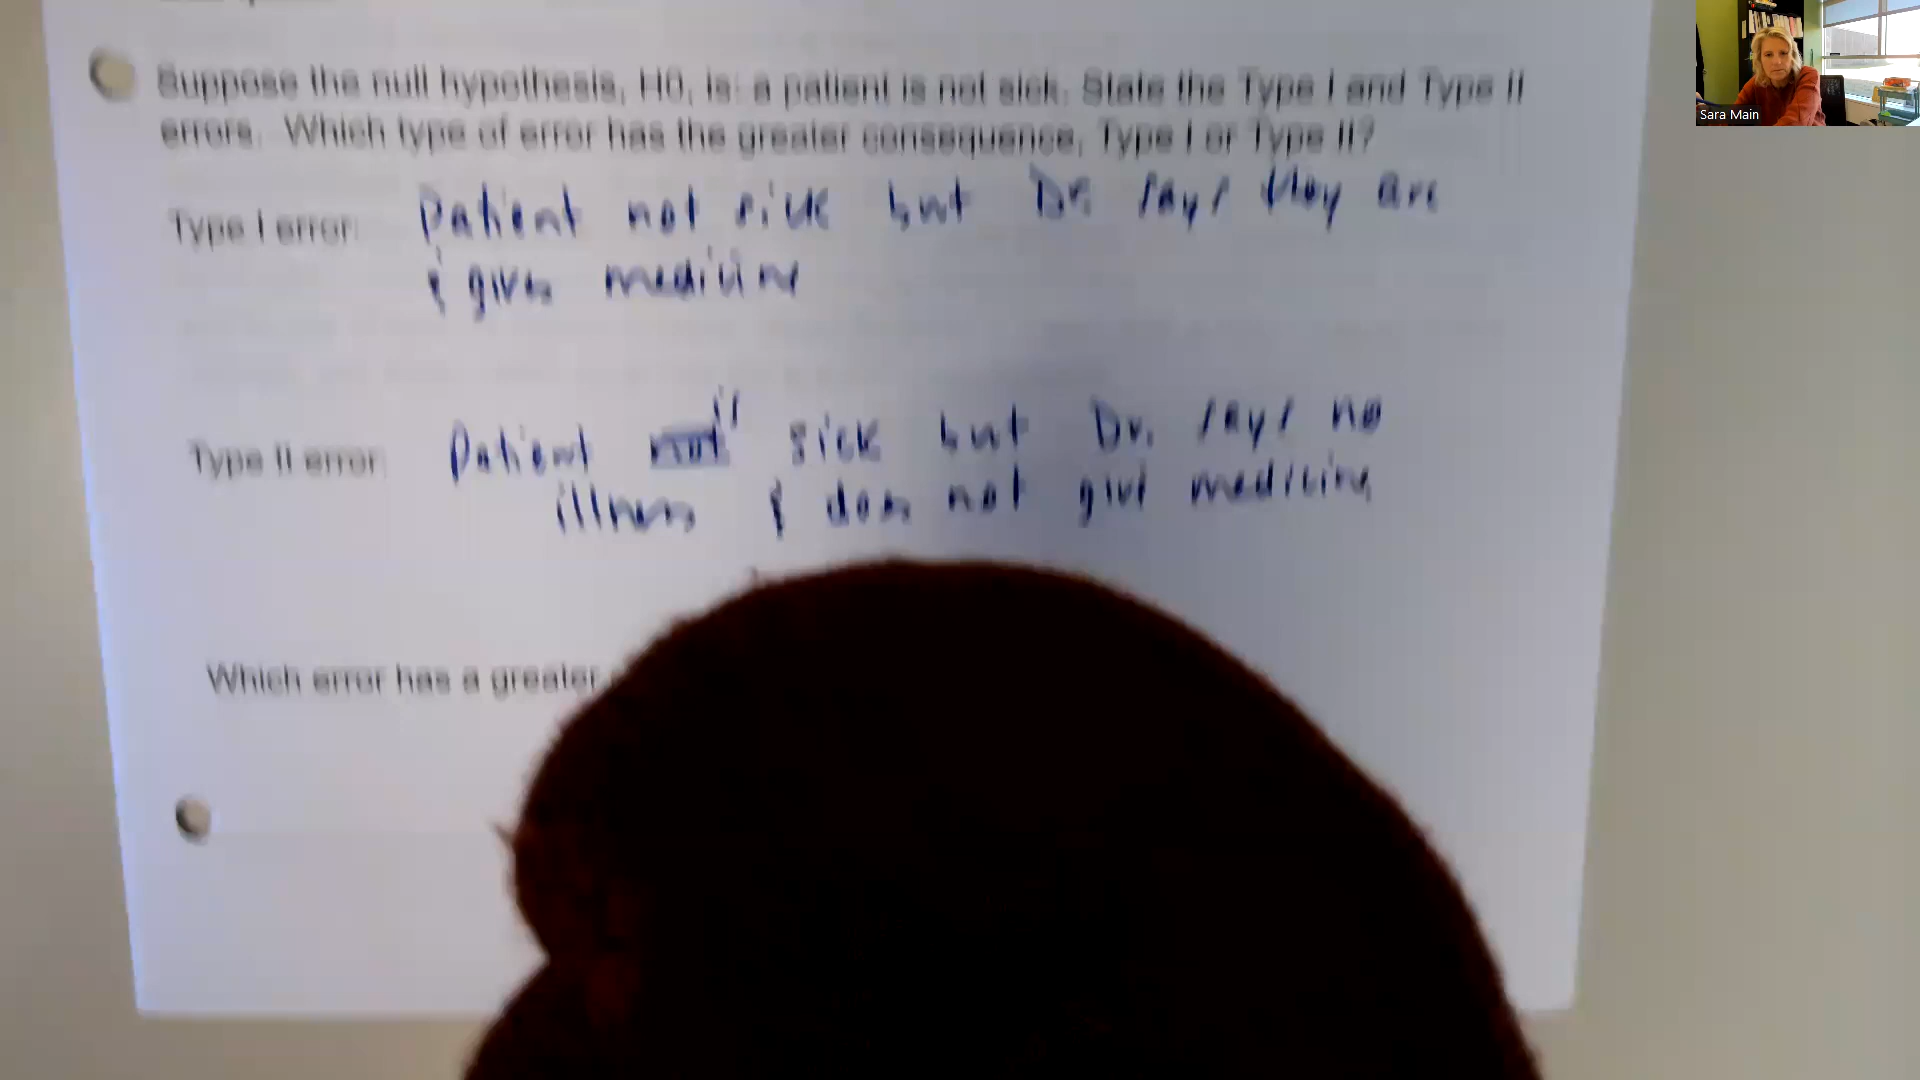 Suppose the null hypothesis, H0, is: a patient is not sick. State the Type I and Type II
errors. Which type of error has the greater consequence, Type I or Type II?
Type I error: Patient not sick but Dr. says they are
& gives medicine
is
Type II error: Patient not sick but Dr. says no
illness & does not give medicine
Which error has a greater
Sara Main